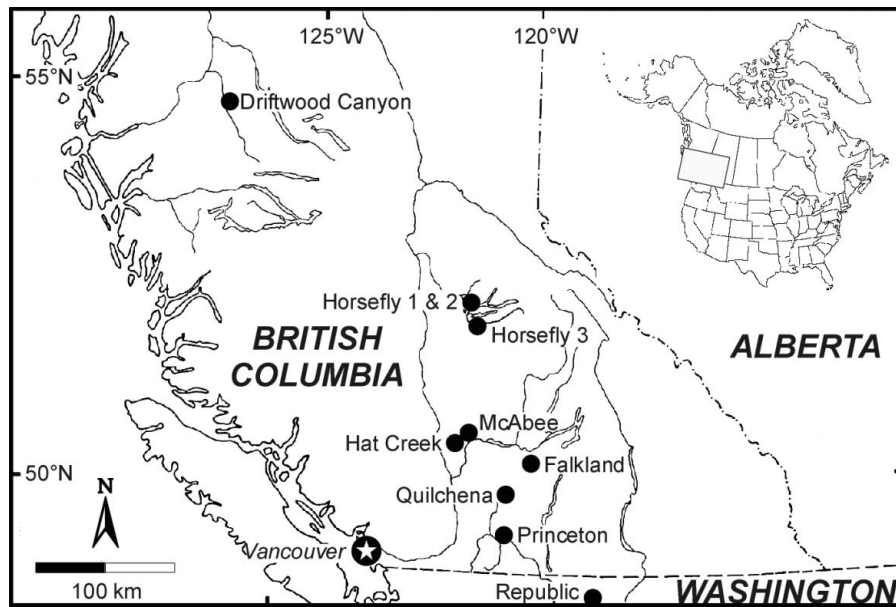 125°W
120°W
55°N
Driftwood Canyon
Horsefly 1 & 2
Horsefly 3
BRITISH
COLUMBIA
ALBERTA
McAbee
Hat Creek
Falkland
50°N
Quilchena
N
Princeton
Vancouver
100 km
Republic
WASHINGTON